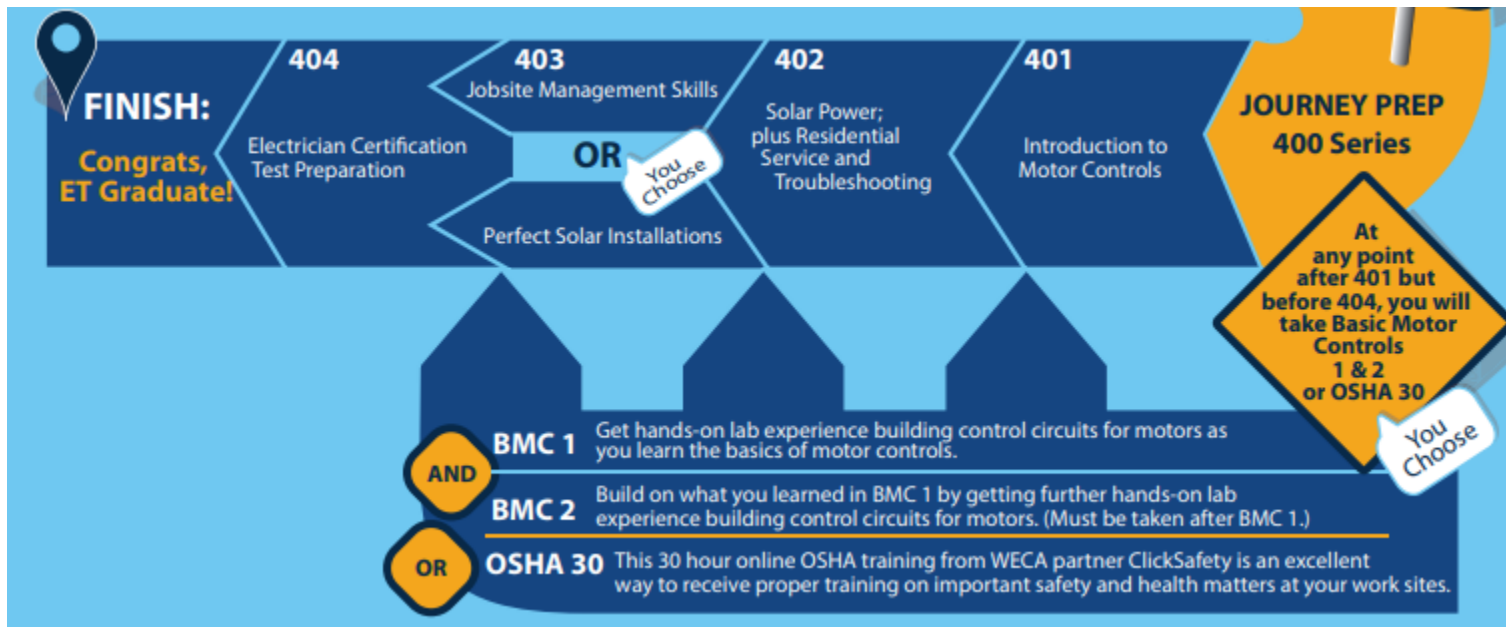 JOURNEY PREP
400 Series
401
Introduction to
Motor Controls
402
Solar Power;
plus Residential
Service and
Troubleshooting
403
Jobsite Management Skills
OR
You
Choose
Perfect Solar Installations
404
Electrician Certification
Test Preparation
FINISH:
Congrats,
ET Graduate!
At
any point
after 401 but
before 404, you will
take Basic Motor
Controls
1 & 2
or OSHA 30
You
Choose
BMC 1
Get hands-on lab experience building control circuits for motors as
you learn the basics of motor controls.
AND
BMC 2
Build on what you learned in BMC 1 by getting further hands-on lab
experience building control circuits for motors. (Must be taken after BMC 1.)
OR
OSHA 30
This 30 hour online OSHA training from WECA partner ClickSafety is an excellent
way to receive proper training on important safety and health matters at your work sites.